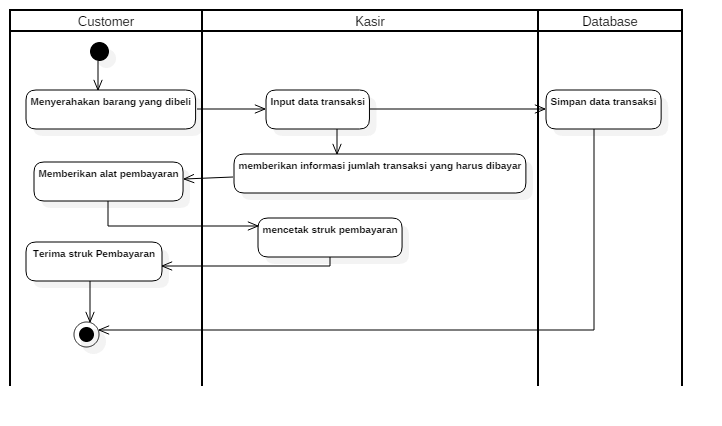 Customer
Kasir
Database
Menyerahakan barang yang dibeli
Input data transaksi
Simpan data transaksi
memberikan informasi jumlah transaksi yang harus dibayar
Memberikan alat pembayaran
mencetak struk pembayaran
Terima struk Pembayaran